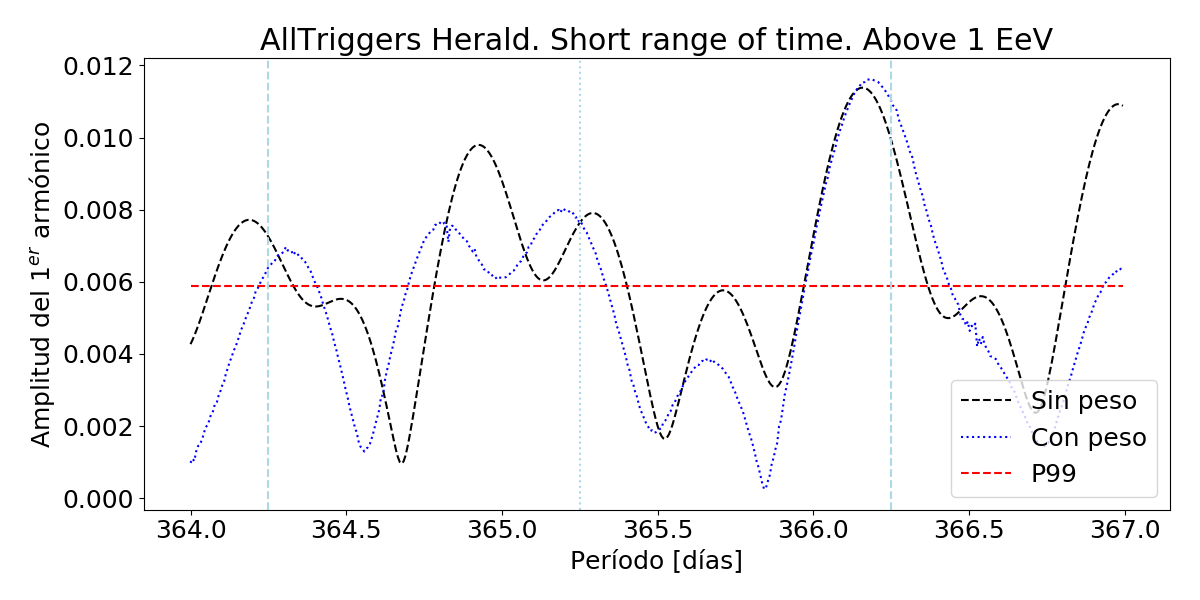 AllTriggers Herald. Short range of time. Above 1 EeV
Amplitud del 1^{er} armónico
0.012
0.010
0.008
0.006
0.004
0.002
0.000
364.0 364.5 365.0 365.5 366.0 366.5 367.0
Período [días]
Sin peso
Con peso
P99